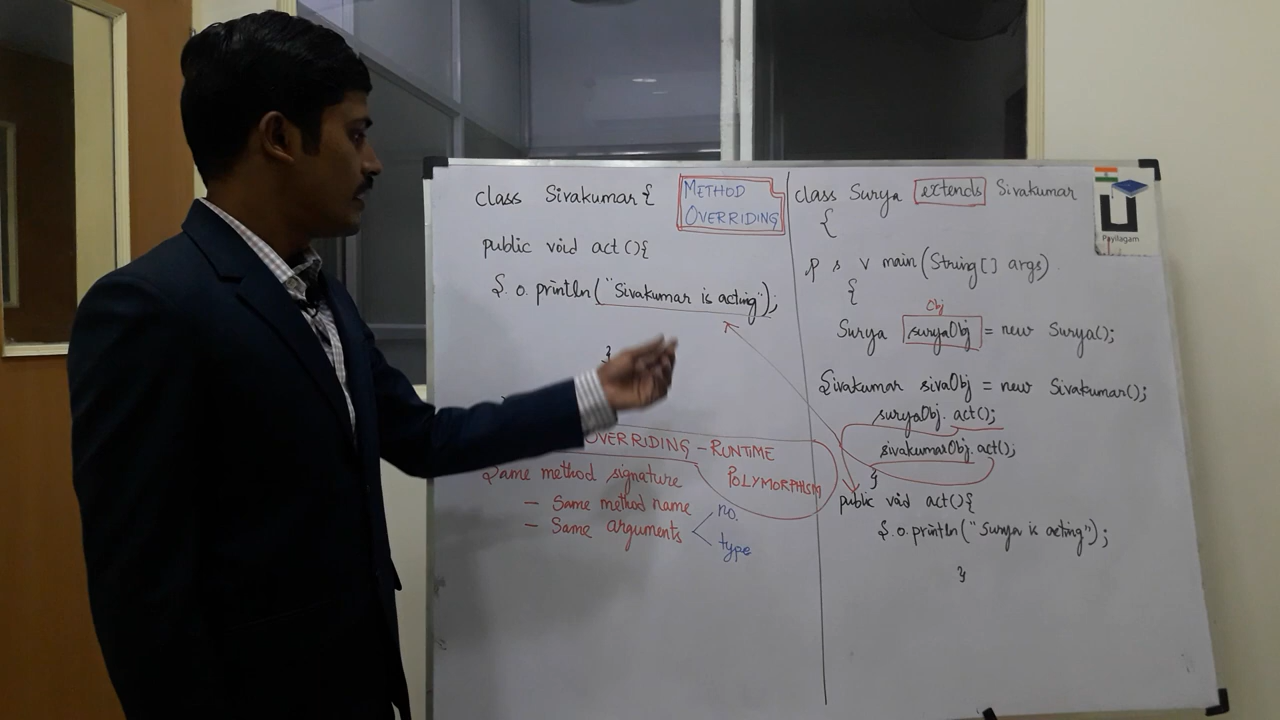 class Sivakumar{
METHOD
OVERRIDING
public void act(){
S.o.println("Sivakumar is acting");
}
OVERRIDING - RUNTIME
POLYMORPHISM
Same method signature
- Same method name
- Same arguments
no.
type
class Surya extends Sivakumar
{
p s v main(String[] args)
{
Obj
Surya suryaObj = new Surya();
Sivakumar sivaObj = new Sivakumar();
suryaObj.act();
sivakumarObj.act();
}
public void act(){
S.o.println("Surya is acting");
}
Payilagam